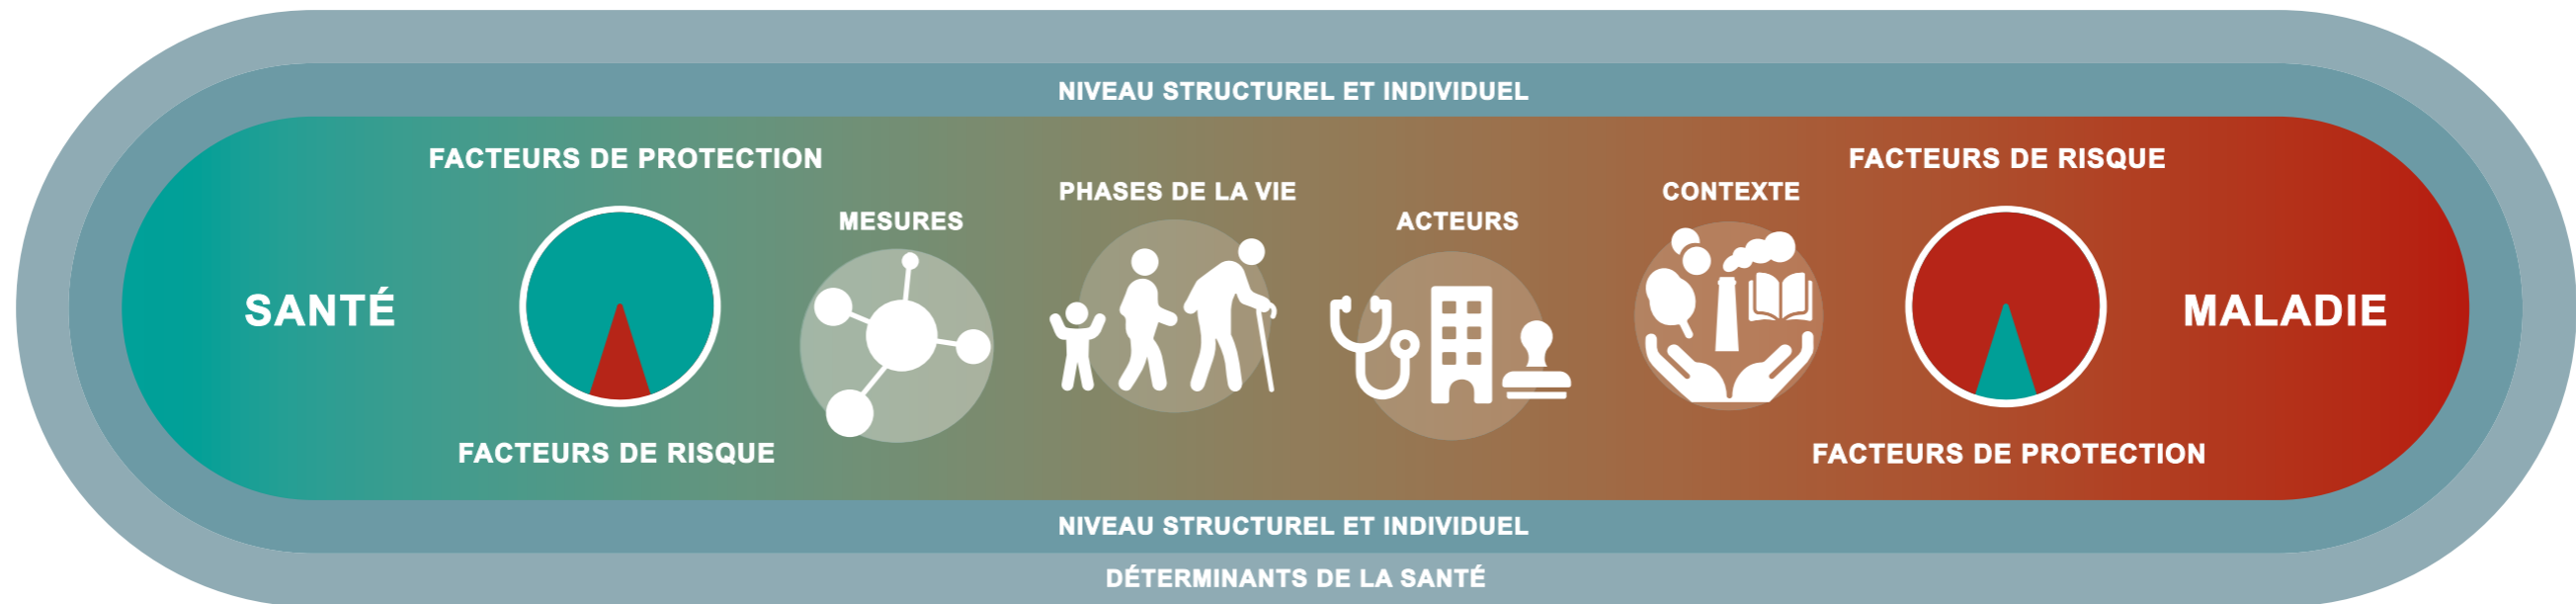 NIVEAU STRUCTUREL ET INDIVIDUEL
FACTEURS DE PROTECTION
FACTEURS DE RISQUE
PHASES DE LA VIE
CONTEXTE
MESURES
ACTEURS
SANTÉ
MALADIE
FACTEURS DE RISQUE
FACTEURS DE PROTECTION
NIVEAU STRUCTUREL ET INDIVIDUEL
DÉTERMINANTS DE LA SANTÉ